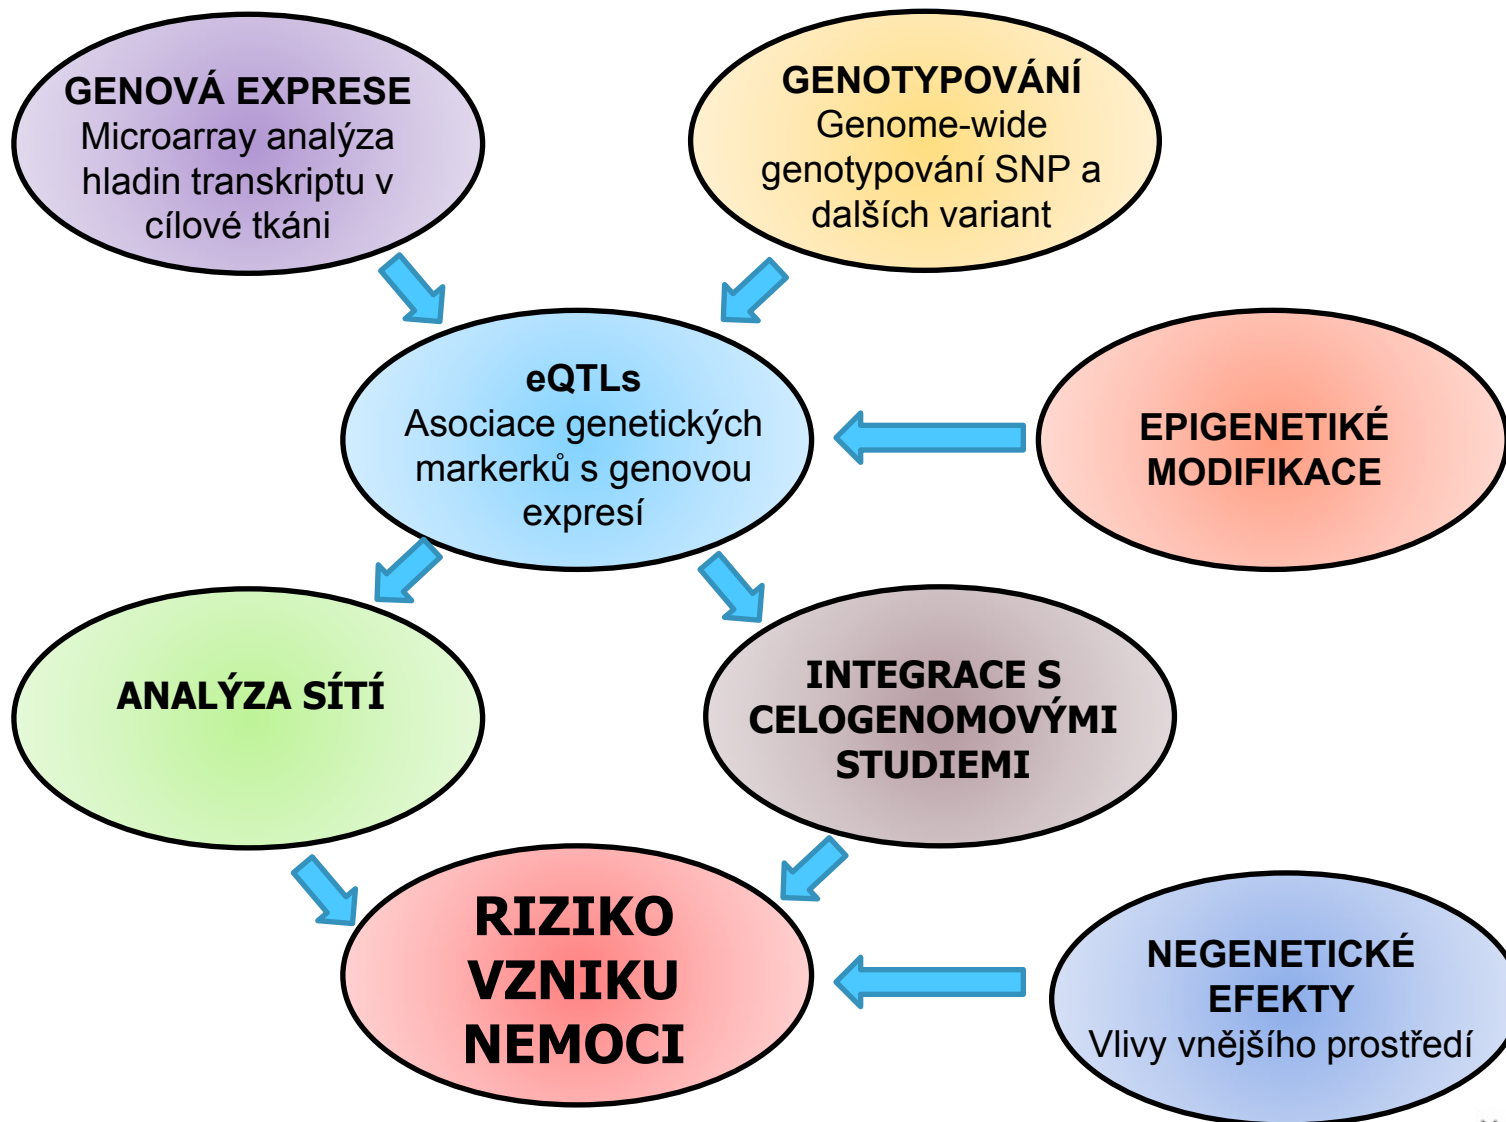 GENOVÁ EXPRESE
Microarray analýza
hladin transkriptu v
cílové tkáni
GENOTYPOVÁNÍ
Genome-wide
genotypování SNP a
dalších variant
eQTLs
Asociace genetických
markerků s genovou
expresí
EPIGENETIKÉ
MODIFIKACE
ANALÝZA SÍTÍ
INTEGRACE S
CELOGENOMOVÝMI
STUDIEMI
RIZIKO
VZNIKU
NEMOCI
NEGENETICKÉ
EFEKTY
Vlivy vnějšího prostředí